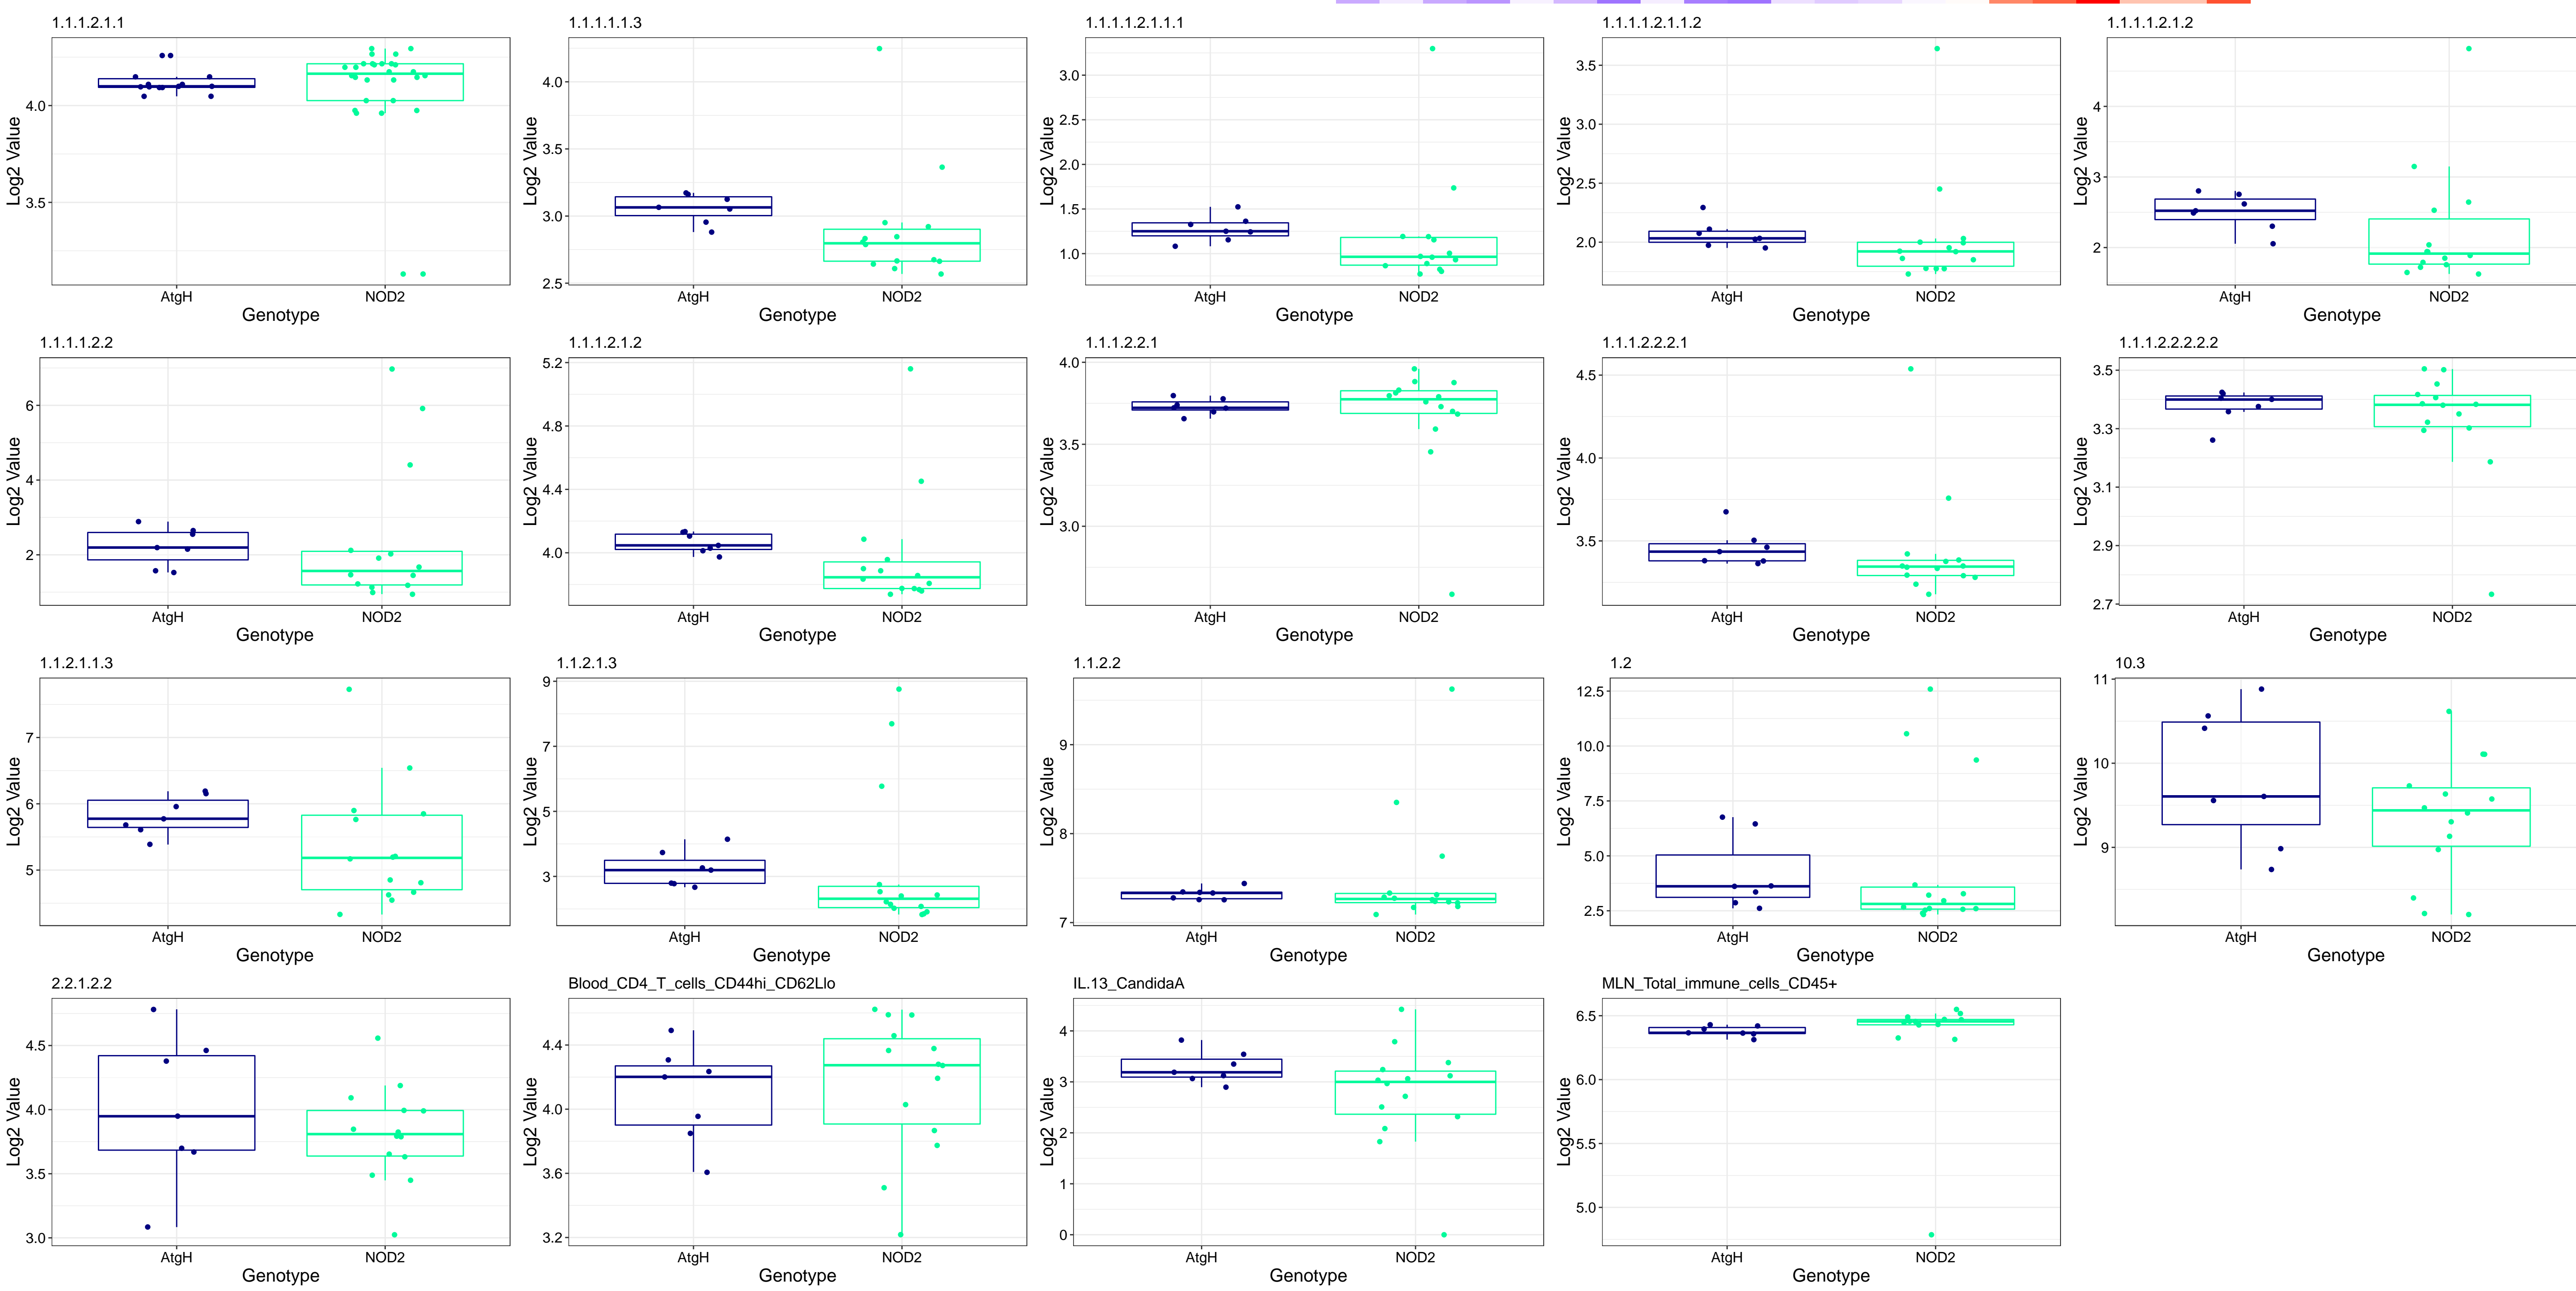 1.1.1.2.1.1
Log2 Value
4.0
3.5
AtgH
NOD2
Genotype
1.1.1.1.1.1.3
Log2 Value
4.0
3.5
3.0
2.5
AtgH
NOD2
Genotype
1.1.1.1.1.2.1.1.1.1
Log2 Value
3.0
2.5
2.0
1.5
1.0
AtgH
NOD2
Genotype
1.1.1.1.1.2.1.1.1.2
Log2 Value
3.5
3.0
2.5
2.0
AtgH
NOD2
Genotype
1.1.1.1.1.2.1.2
Log2 Value
4
3
2
AtgH
NOD2
Genotype
1.1.1.1.1.2.2
Log2 Value
6
4
2
AtgH
NOD2
Genotype
1.1.1.1.2.1.2
Log2 Value
5.2
4.8
4.4
4.0
AtgH
NOD2
Genotype
1.1.1.2.2.1
Log2 Value
4.0
3.5
3.0
AtgH
NOD2
Genotype
1.1.1.2.2.2.2.1
Log2 Value
4.5
4.0
3.5
AtgH
NOD2
Genotype
1.1.1.2.2.2.2.2.2
Log2 Value
3.5
3.3
3.1
2.9
2.7
AtgH
NOD2
Genotype
1.1.2.1.1.3
Log2 Value
7
6
5
AtgH
NOD2
Genotype
1.1.2.1.3
Log2 Value
9
7
5
3
AtgH
NOD2
Genotype
1.1.2.2
Log2 Value
9
8
7
AtgH
NOD2
Genotype
1.2
Log2 Value
12.5
10.0
7.5
5.0
2.5
AtgH
NOD2
Genotype
10.3
Log2 Value
11
10
9
AtgH
NOD2
Genotype
2.2.1.2.2
Log2 Value
4.5
4.0
3.5
3.0
AtgH
NOD2
Genotype
Blood_CD4_T_cells_CD44hi_CD62Llo
Log2 Value
4.4
4.0
3.6
3.2
AtgH
NOD2
Genotype
IL.13_CandidaA
Log2 Value
4
3
2
1
0
AtgH
NOD2
Genotype
MLN_Total_immune_cells_CD45+
Log2 Value
6.5
6.0
5.5
5.0
AtgH
NOD2
Genotype